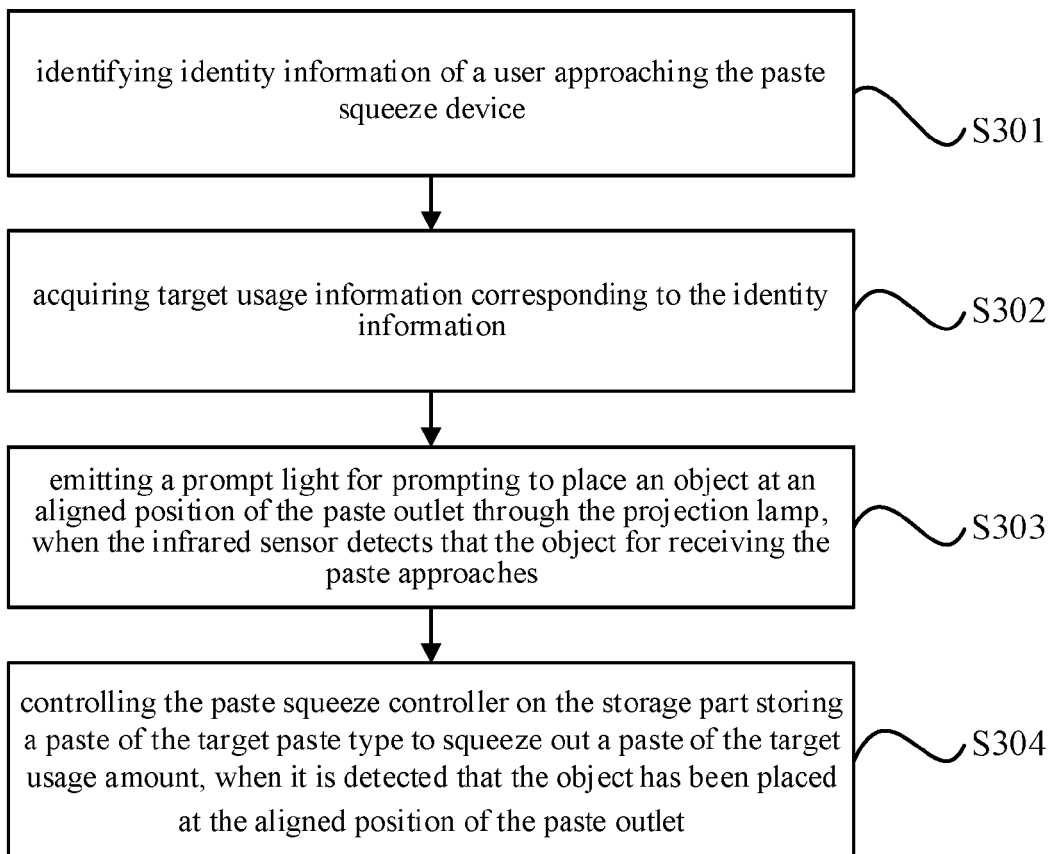 identifying identity information of a user approaching the paste
squeeze device
S301
acquiring target usage information corresponding to the identity
information
S302
emitting a prompt light for prompting to place an object at an
aligned position of the paste outlet through the projection lamp,
when the infrared sensor detects that the object for receiving the
paste approaches
S303
controlling the paste squeeze controller on the storage part storing
a paste of the target paste type to squeeze out a paste of the target
usage amount, when it is detected that the object has been placed
at the aligned position of the paste outlet
S304